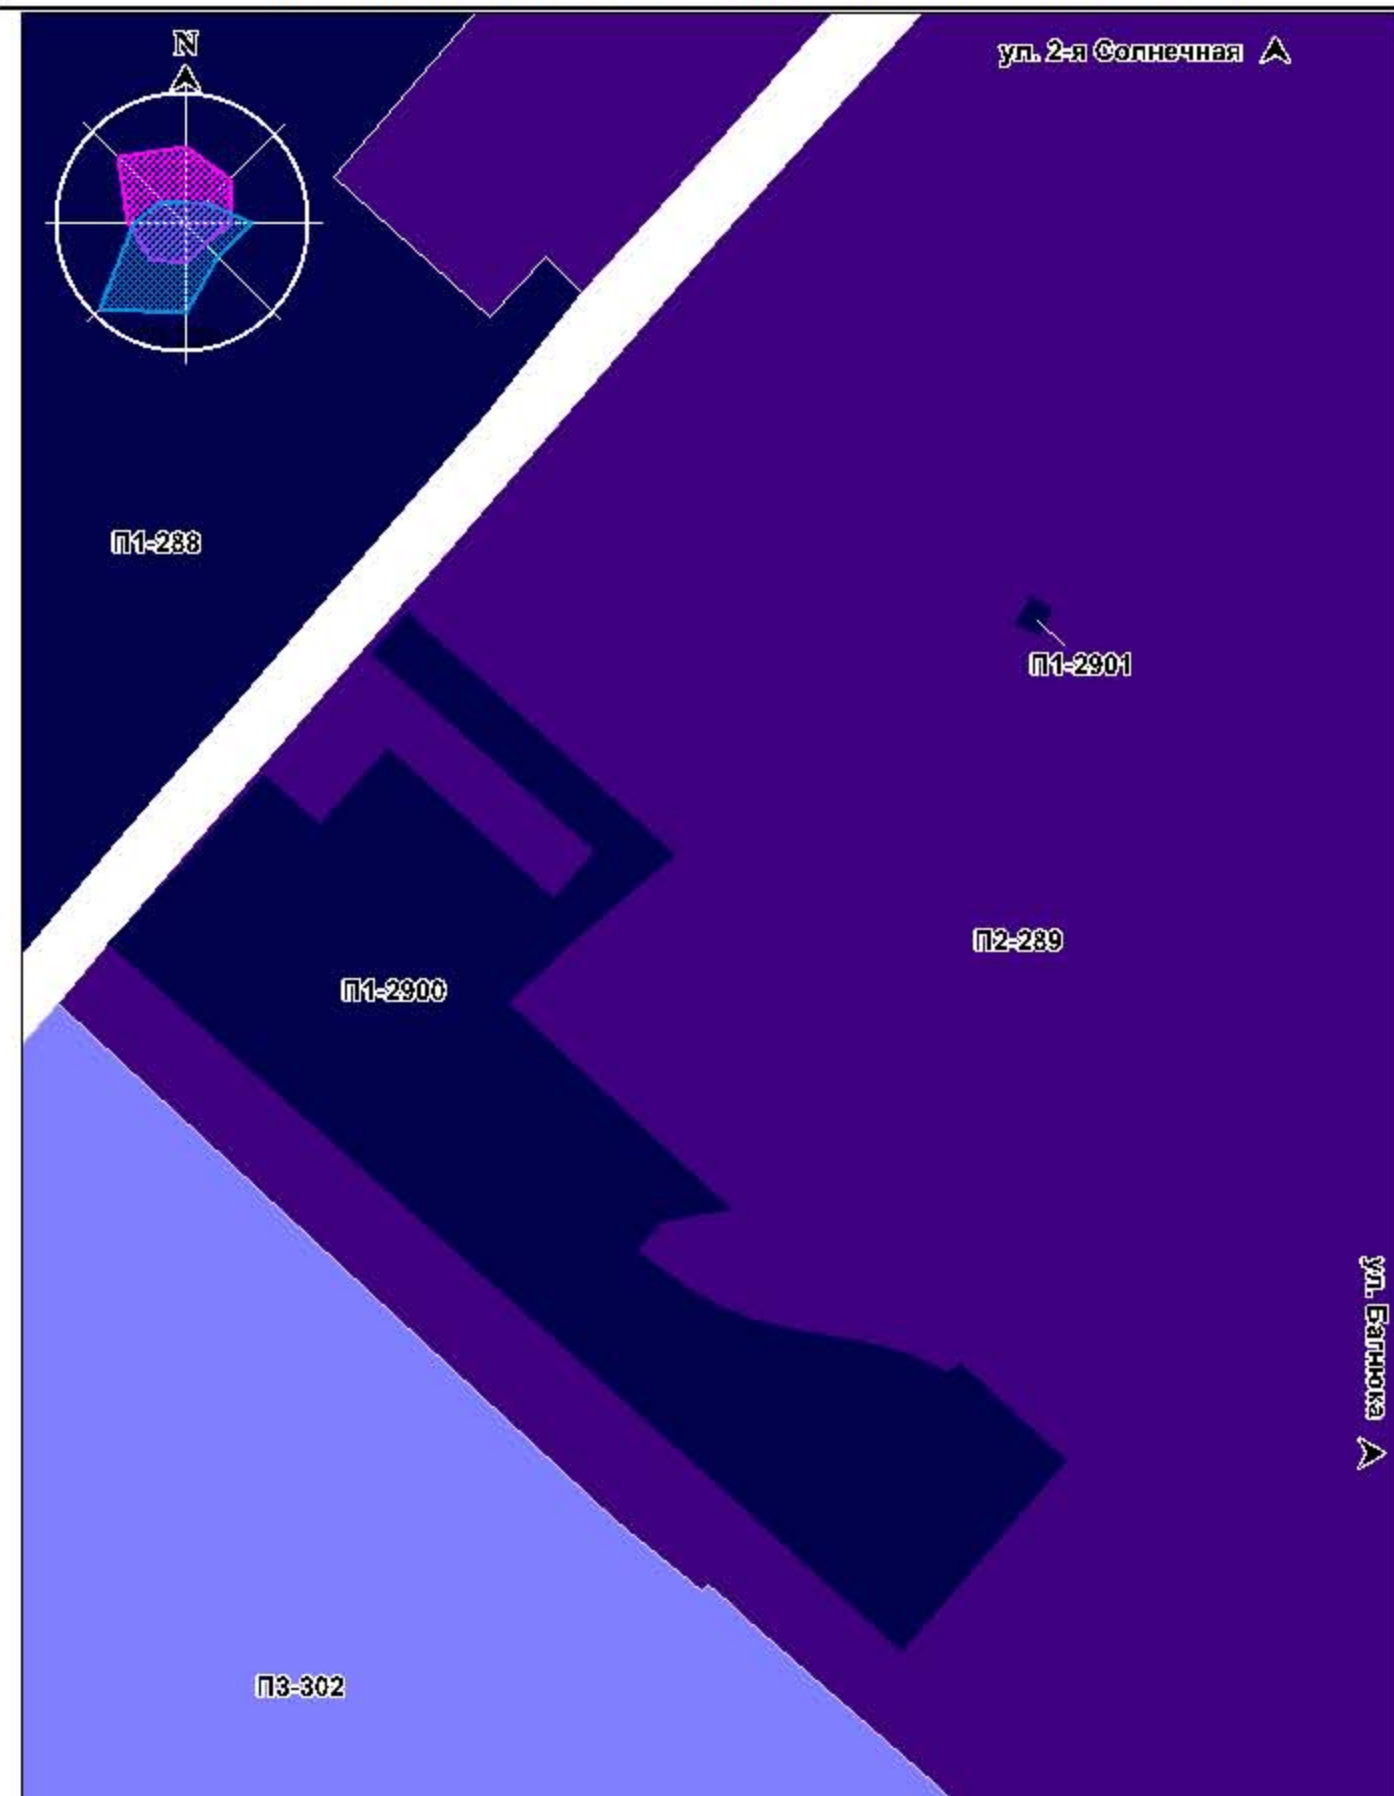 N
ул. 2-я Солнечная
П1-288
П1-2901
П2-289
П1-2900
ул. Багнюка
П3-302